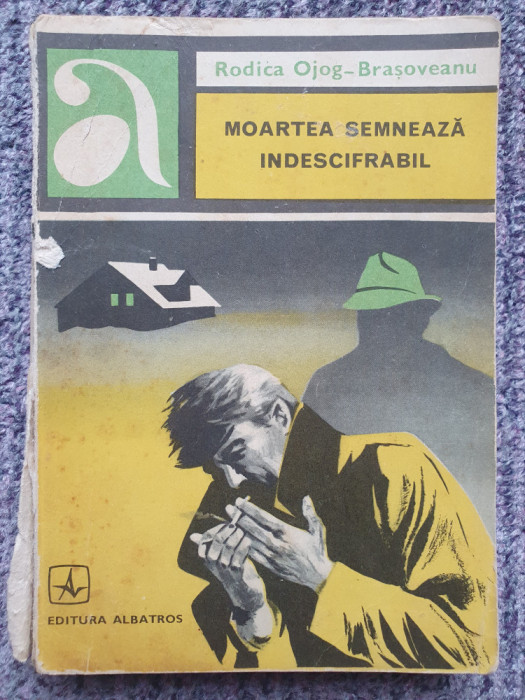 a
Rodica Ojog-Brașoveanu
MOARTEA SEMNEAZĂ
INDESCIFRABIL
EDITURA ALBATROS